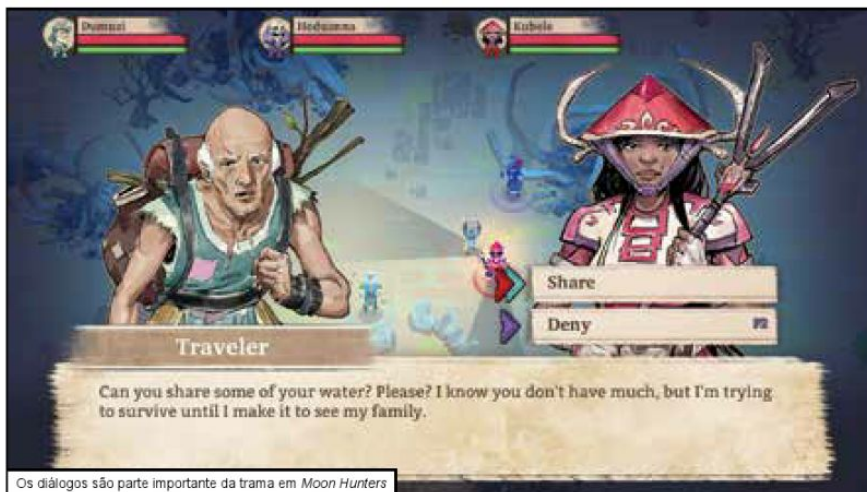 Dumuzi
Heduanna
Kubele
Share
Deny P2
Traveler
Can you share some of your water? Please? I know you don't have much, but I'm trying
to survive until I make it to see my family.
Os diálogos são parte importante da trama em Moon Hunters